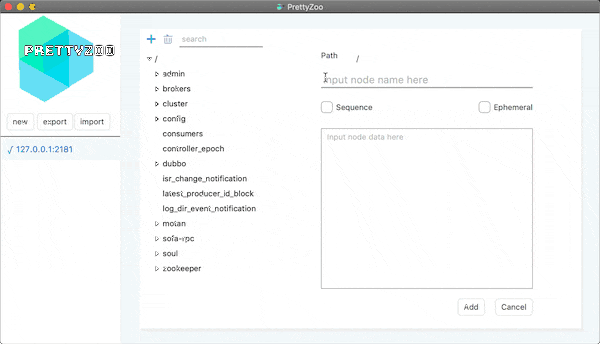 PrettyZoo
PRETTYZOO
new
export
import
√ 127.0.0.1:2181
search
/
admin
brokers
cluster
config
consumers
controller_epoch
dubbo
isr_change_notification
latest_producer_id_block
log_dir_event_notification
motan
sofa-rpc
soul
zookeeper
Path /
Input node name here
Sequence
Ephemeral
Input node data here
Add
Cancel